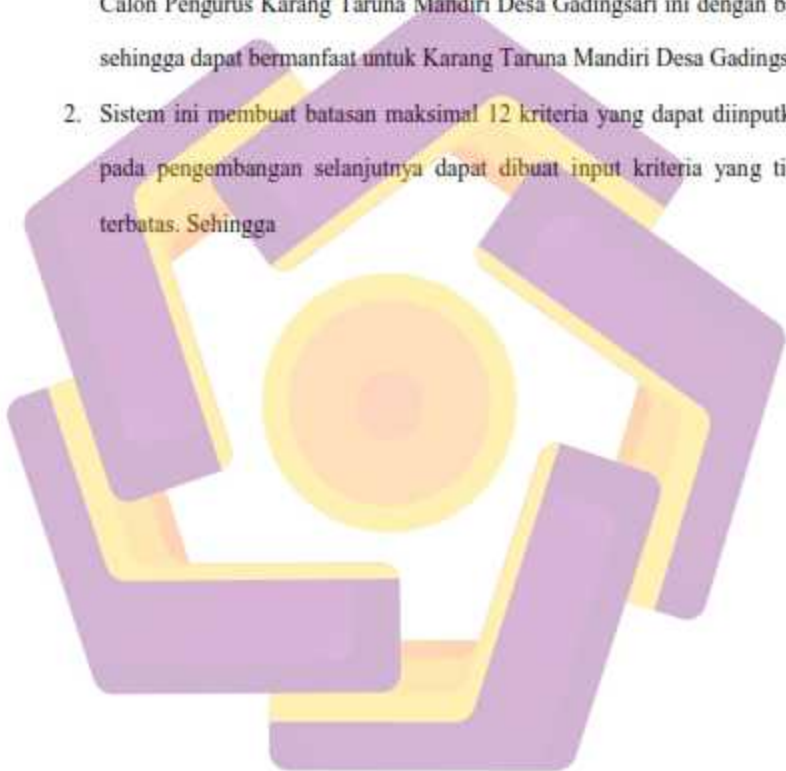 Calon Pengurus Karang Taruna Mandiri Desa Gadingsari ini dengan
sehingga dapat bermanfaat untuk Karang Taruna Mandiri Desa
2. Sistem ini membuat batasan maksimal 12 kriteria yang dapat
pada pengembangan selanjutnya dapat dibuat input kriteria yang
terbatas. Sehingga